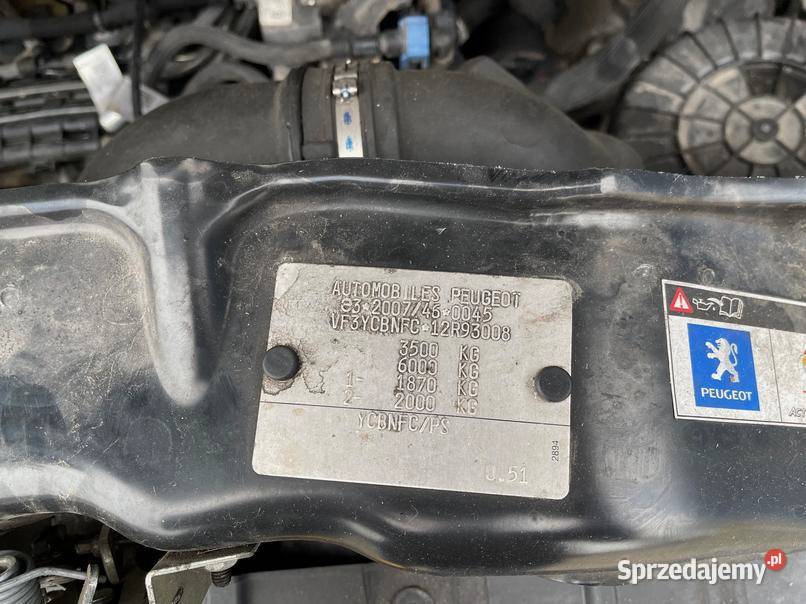 AUTOMOBILES PEUGEOT
e3*2007/46*0045
VF3YCBNFC*12R93008
3500 KG
6000 KG
1- 1870 KG
2- 2000 KG
YCBNFC/PS
0.51
2894
PEUGEOT
Sprzedajemy.pl